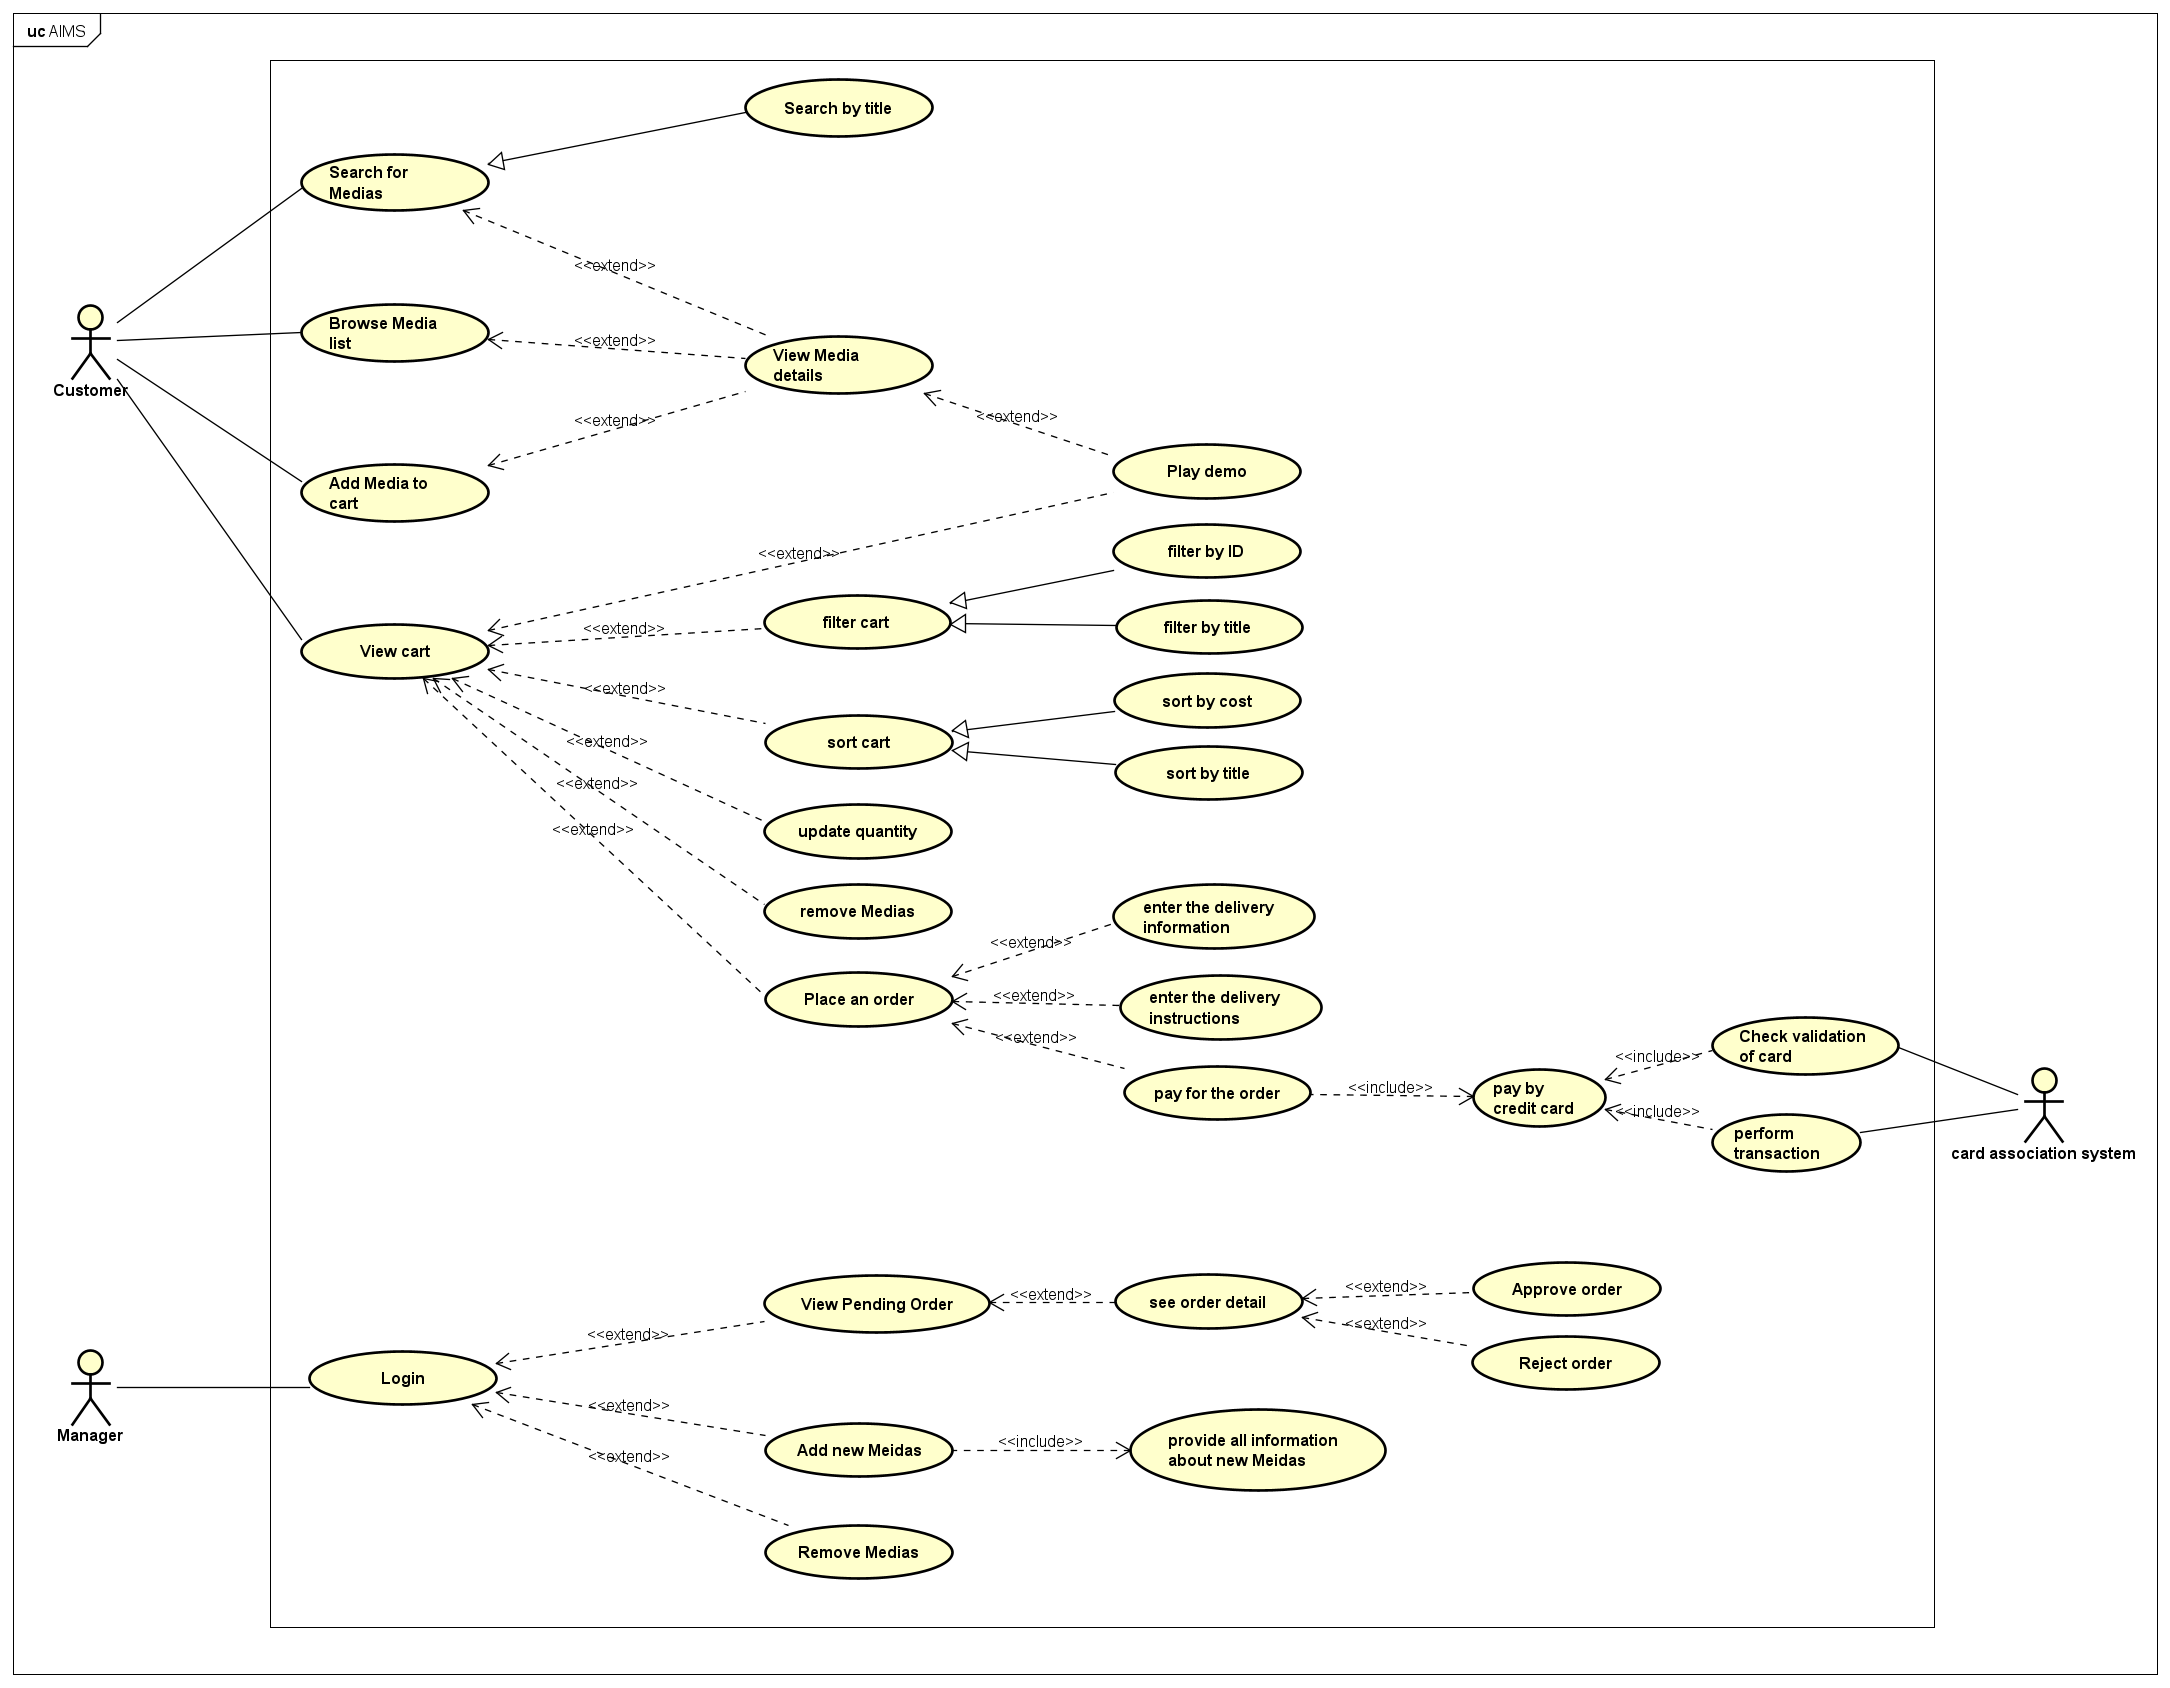 uc AIMS
Search by title
Search for
Medias
<<extend>>
Customer
Browse Media
list
<<extend>>
View Media
details
<<extend>>
<<extend>>
Add Media to
cart
Play demo
<<extend>>
filter by ID
filter cart
<<extend>>
filter by title
View cart
<<extend>>
sort by cost
sort cart
sort by title
<<extend>>
<<extend>>
<<extend>>
update quantity
remove Medias
enter the delivery
information
<<extend>>
Place an order
<<extend>>
enter the delivery
instructions
<<extend>>
pay for the order
<<include>>
pay by
credit card
<<include>>
Check validation
of card
<<include>>
perform
transaction
card association system
View Pending Order
<<extend>>
see order detail
<<extend>>
Approve order
<<extend>>
Reject order
<<extend>>
Manager
Login
<<extend>>
Add new Meidas
<<include>>
provide all information
about new Meidas
<<extend>>
Remove Medias